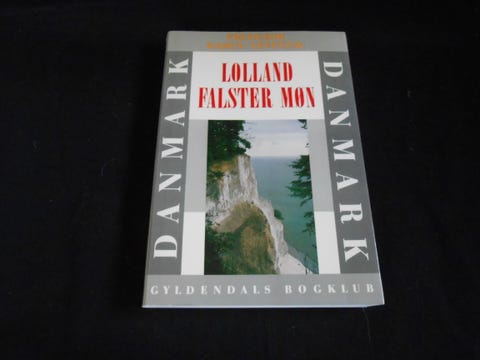 LOLLAND
FALSTER MØN
DANMARK
DANMARK
GYLDENDALS BOGKLUB